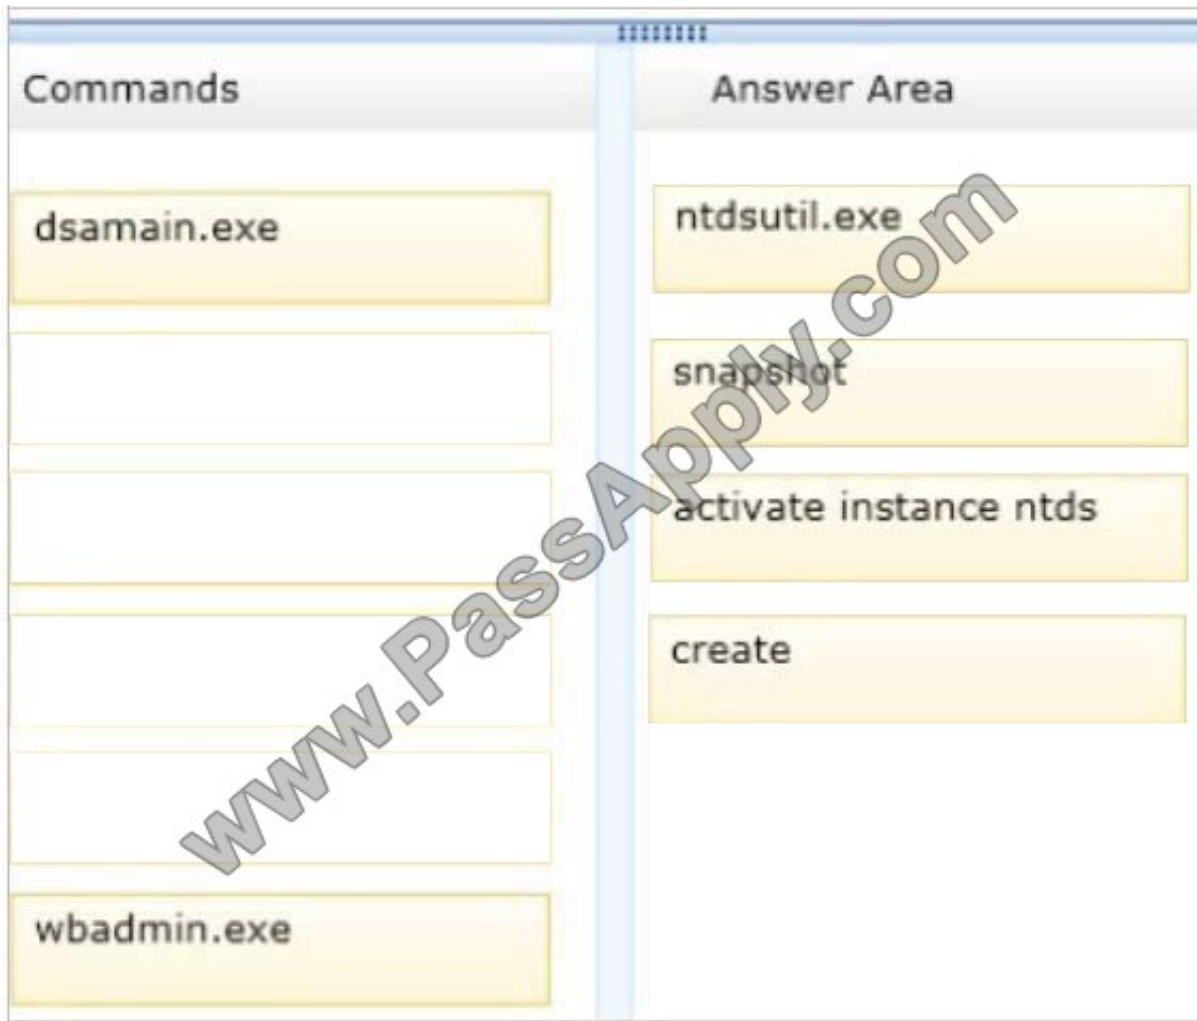 Commands
dsamain.exe
wbadmin.exe
Answer Area
ntdsutil.exe
snapshot
activate instance ntds
create
www.PassApply.com